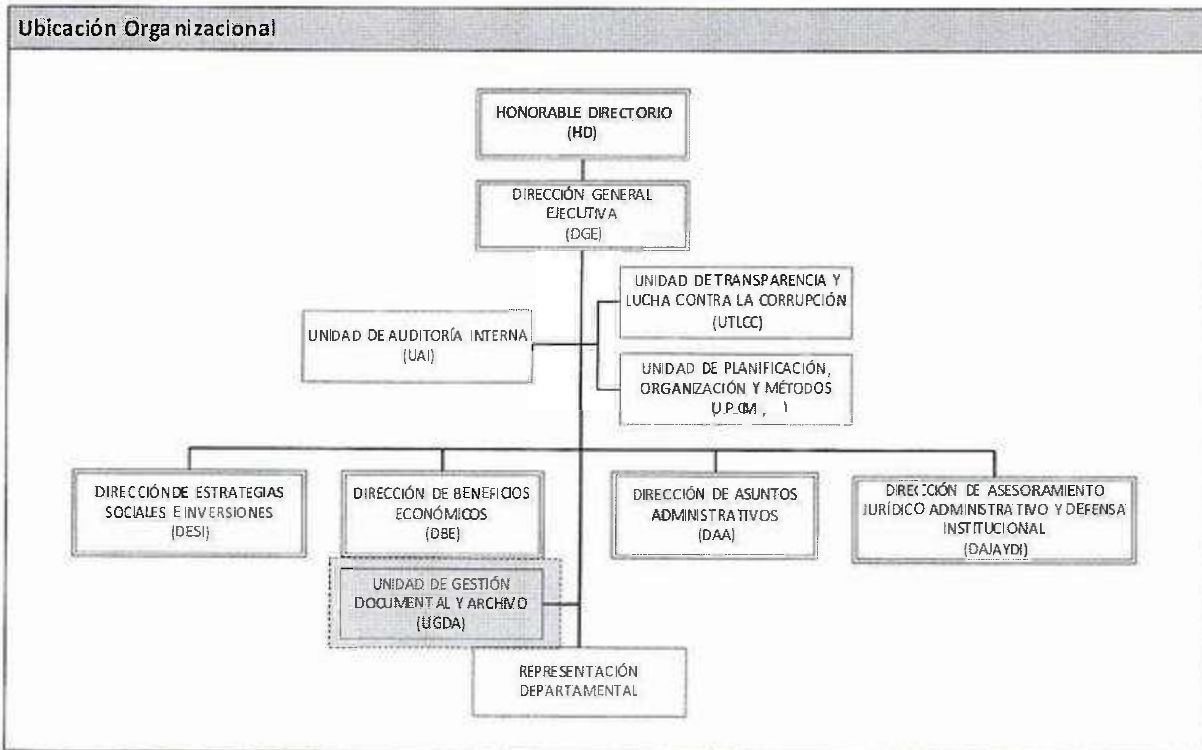 Ubicación Organizacional
HONORABLE DIRECTORIO
(HD)
DIRECCIÓN GENERAL
EJECUTIVA
(DGE)
UNIDAD DE TRANSPARENCIA Y
LUCHA CONTRA LA CORRUPCIÓN
(UTLCC)
UNIDAD DE AUDITORÍA INTERNA
(UAI)
UNIDAD DE PLANIFICACIÓN,
ORGANIZACIÓN Y MÉTODOS
DIRECCIÓN DE ESTRATEGIAS
SOCIALES E INVERSIONES
(DESI)
DIRECCIÓN DE BENEFICIOS
ECONÓMICOS
(DBE)
DIRECCIÓN DE ASUNTOS
ADMINISTRATIVOS
(DAA)
DIRECCIÓN DE ASESORAMIENTO
JURÍDICO ADMINISTRATIVO Y DEFENSA
INSTITUCIONAL
(DAJAYDI)
UNIDAD DE GESTIÓN
DOCUMENTAL Y ARCHIVO
(UGDA)
REPRESENTACIÓN
DEPARTAMENTAL